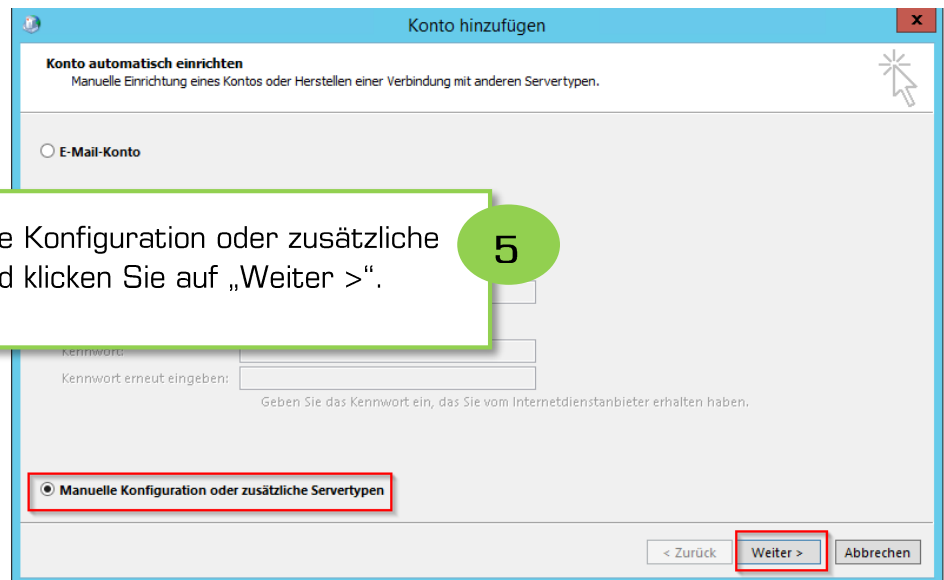 Konto hinzufügen
x
Konto automatisch einrichten
Manuelle Einrichtung eines Kontos oder Herstellen einer Verbindung mit anderen Servertypen.
E-Mail-Konto
e Konfiguration oder zusätzliche
d klicken Sie auf „Weiter >“.
5
Kennwort:
Kennwort erneut eingeben:
Geben Sie das Kennwort ein, das Sie vom Internetdienstanbieter erhalten haben.
Manuelle Konfiguration oder zusätzliche Servertypen
< Zurück
Weiter >
Abbrechen